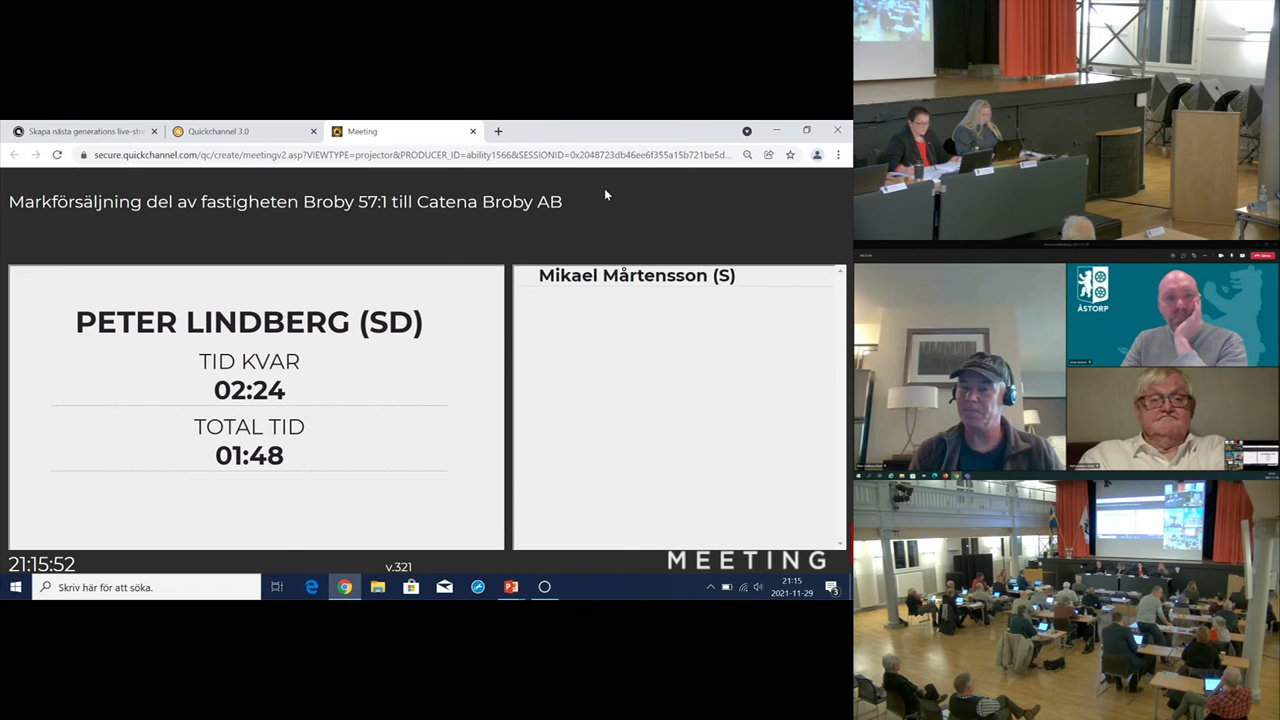 Skapa nästa generations live-stre
Quickchannel 3.0
Meeting
secure.quickchannel.com/qc/create/meetingv2.asp?VIEWTYPE=projector&PRODUCER_ID=ability1566&SESSIONID=0x2048723db46ee6f355a15b721be5d...
Markförsäljning del av fastigheten Broby 57:1 till Catena Broby AB
PETER LINDBERG (SD)
TID KVAR
02:24
TOTAL TID
01:48
Mikael Mårtensson (S)
21:15:52
v.321
MEETING
Skriv här för att söka.
21:15
2021-11-29
3
ÅSTORP